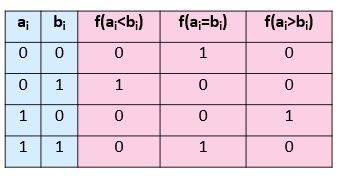 aᵢ bᵢ f(aᵢ<bᵢ) f(aᵢ=bᵢ) f(aᵢ>bᵢ)
0 0 0 1 0
0 1 1 0 0
1 0 0 0 1
1 1 0 1 0